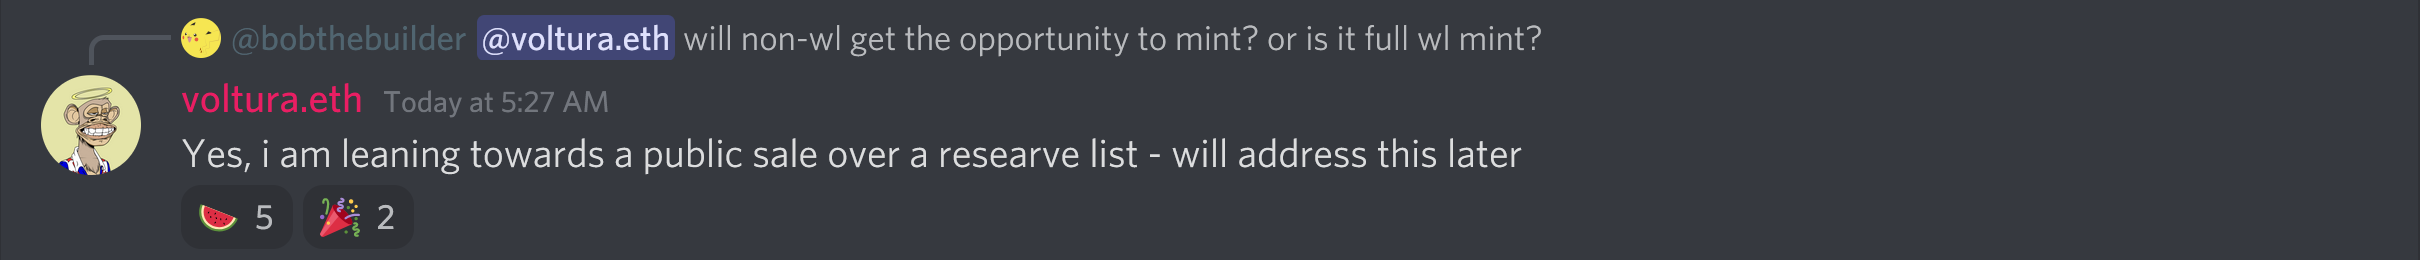 @bobthebuilder @voltura.eth will non-wl get the opportunity to mint? or is it full wl mint?
voltura.eth Today at 5:27 AM
Yes, i am leaning towards a public sale over a researve list - will address this later
5 2